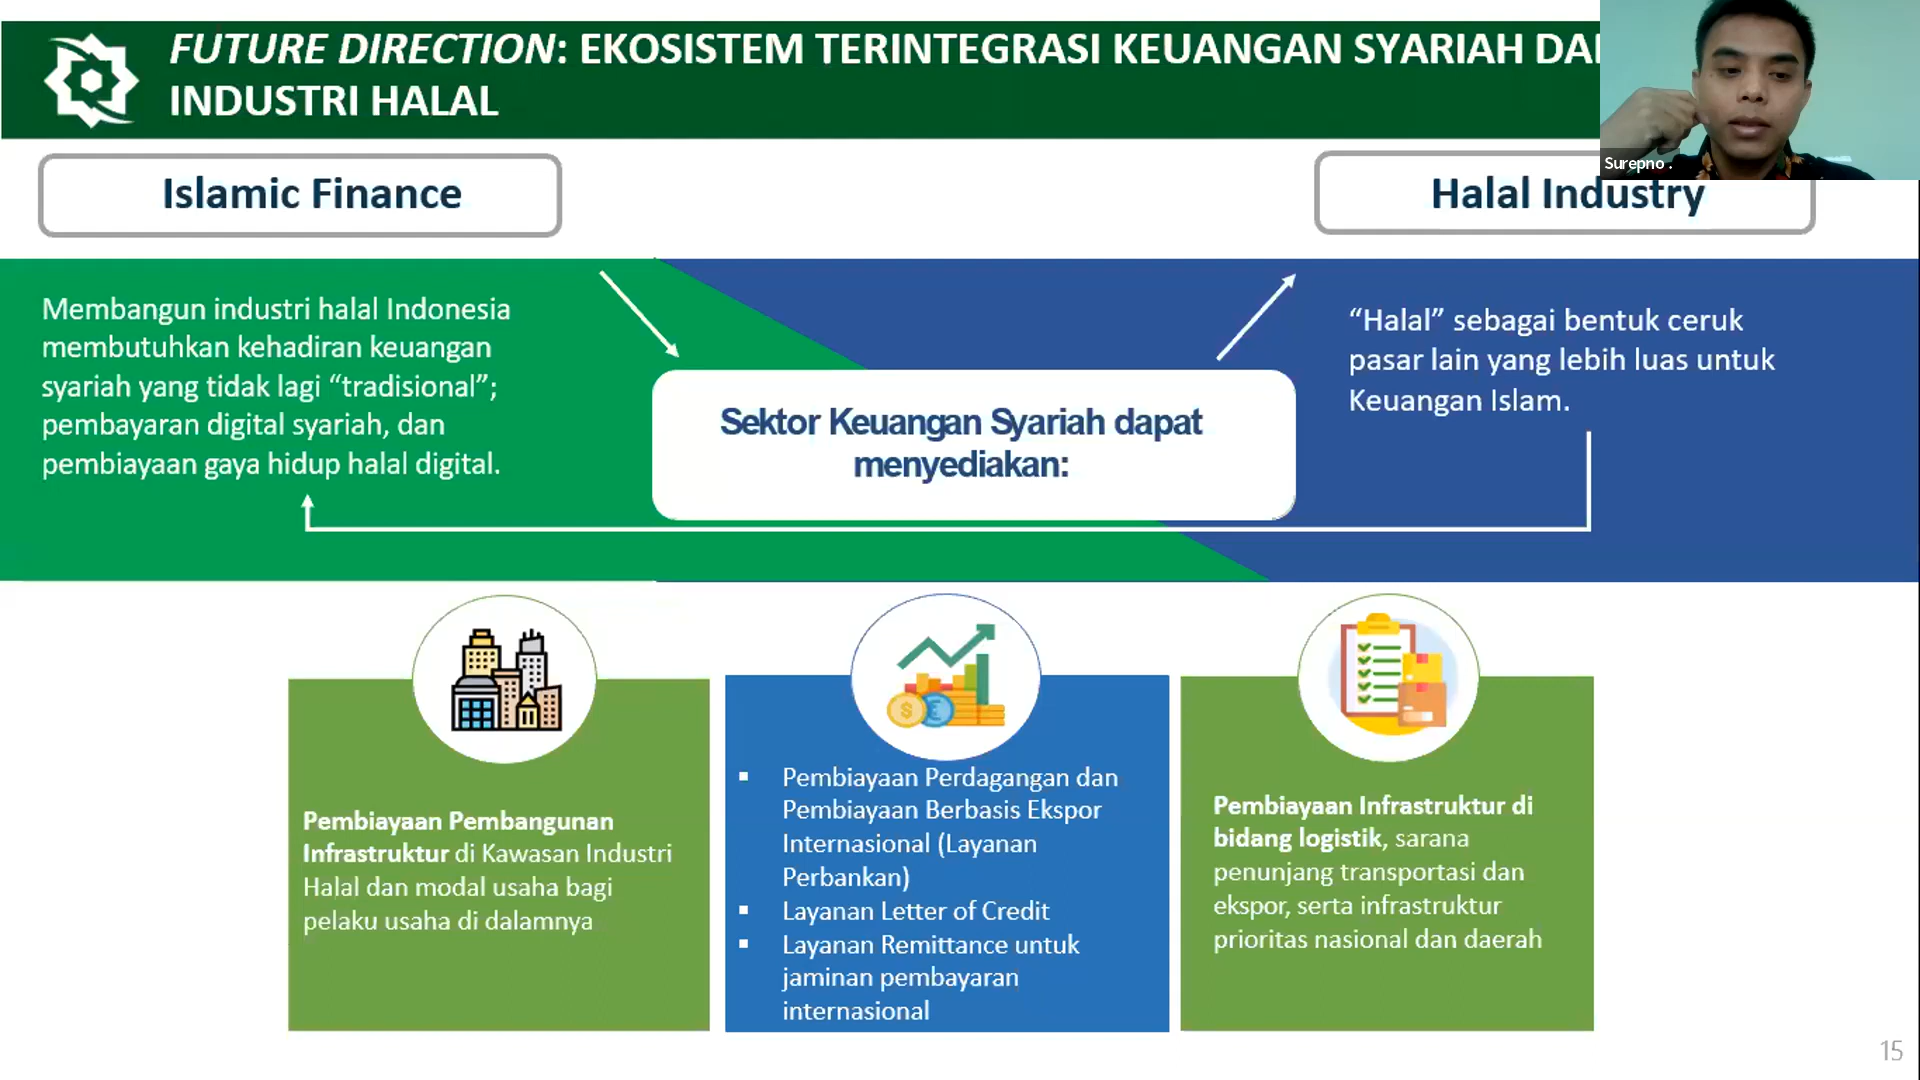 FUTURE DIRECTION: EKOSISTEM TERINTEGRASI KEUANGAN SYARIAH
INDUSTRI HALAL
Surepno .
Islamic Finance
Halal Industry
Membangun industri halal Indonesia
membutuhkan kehadiran keuangan
syariah yang tidak lagi “tradisional”;
pembayaran digital syariah, dan
pembiayaan gaya hidup halal digital.
Sektor Keuangan Syariah dapat
menyediakan:
“Halal” sebagai bentuk ceruk
pasar lain yang lebih luas untuk
Keuangan Islam.
Pembiayaan Pembangunan
Infrastruktur di Kawasan Industri
Halal dan modal usaha bagi
pelaku usaha di dalamnya
▪ Pembiayaan Perdagangan dan
Pembiayaan Berbasis Ekspor
Internasional (Layanan
Perbankan)
▪ Layanan Letter of Credit
▪ Layanan Remittance untuk
jaminan pembayaran
internasional
Pembiayaan Infrastruktur di
bidang logistik, sarana
penunjang transportasi dan
ekspor, serta infrastruktur
prioritas nasional dan daerah
15